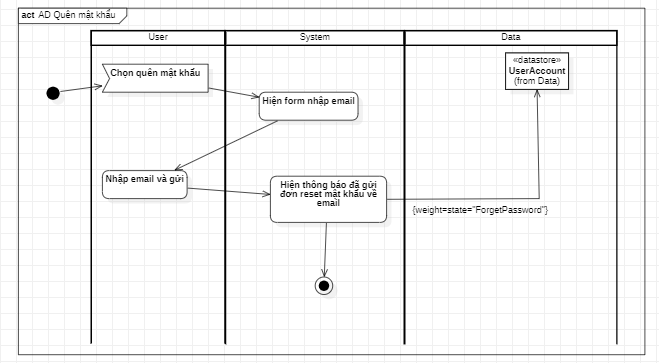 act AD Quên mật khẩu
User
System
Data
«datastore»
UserAccount
(from Data)
Chọn quên mật khẩu
Hiện form nhập email
Nhập email và gửi
Hiện thông báo đã gửi
đơn reset mật khẩu về
email
{weight=state="ForgetPassword"}